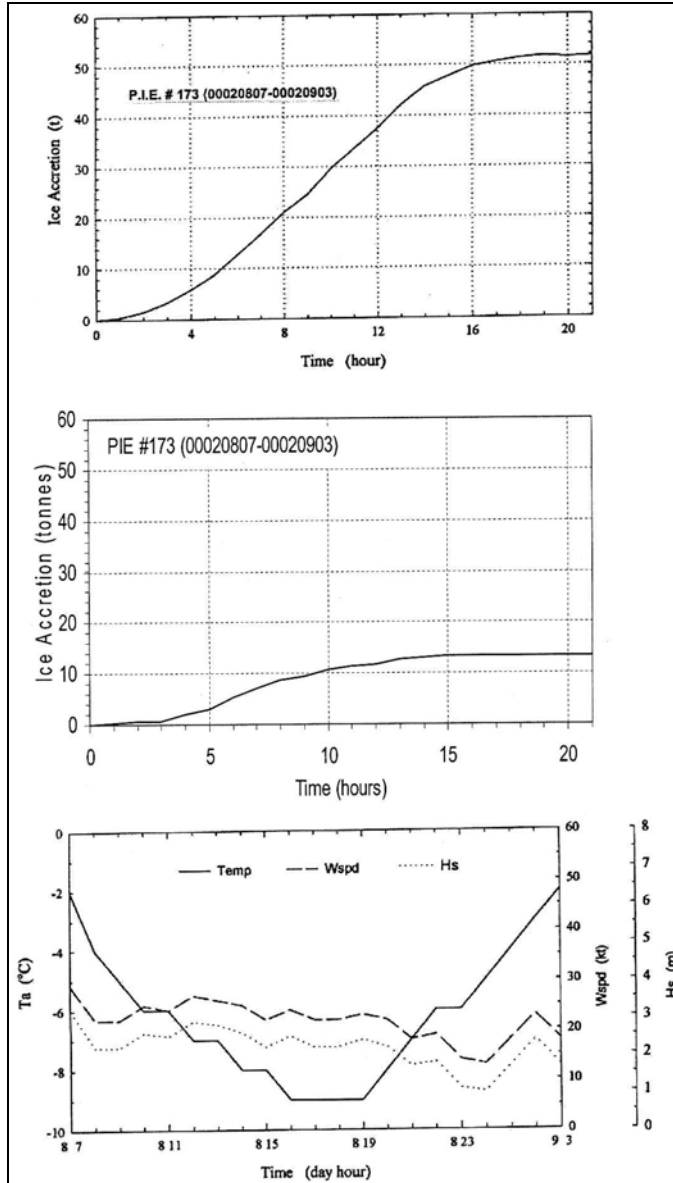 60
50
40
30
20
10
0
Ice Accretion (t)
P.I.E. # 173 (00020807-00020903)
0 4 8 12 16 20
Time (hour)
60
50
40
30
20
10
0
Ice Accretion (tonnes)
PIE #173 (00020807-00020903)
0 5 10 15 20
Time (hours)
0
-2
-4
-6
-8
-10
Ta (°C)
Temp Wspd Hs
60
50
40
30
20
10
0
Wspd (kt)
8
7
6
5
4
3
2
1
0
Hs (m)
8 7 8 11 8 15 8 19 8 23 9 3
Time (day hour)